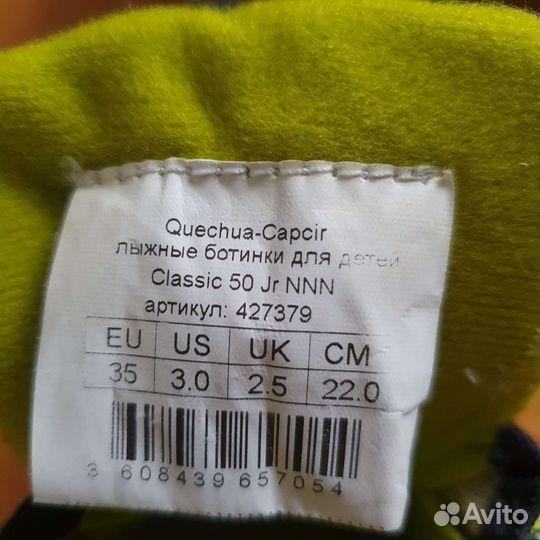 Quechua-Capcir
лыжные ботинки для детей
Classic 50 Jr NNN
артикул: 427379
EU US UK CM
35 3.0 2.5 22.0
3 608439 657054
Avito